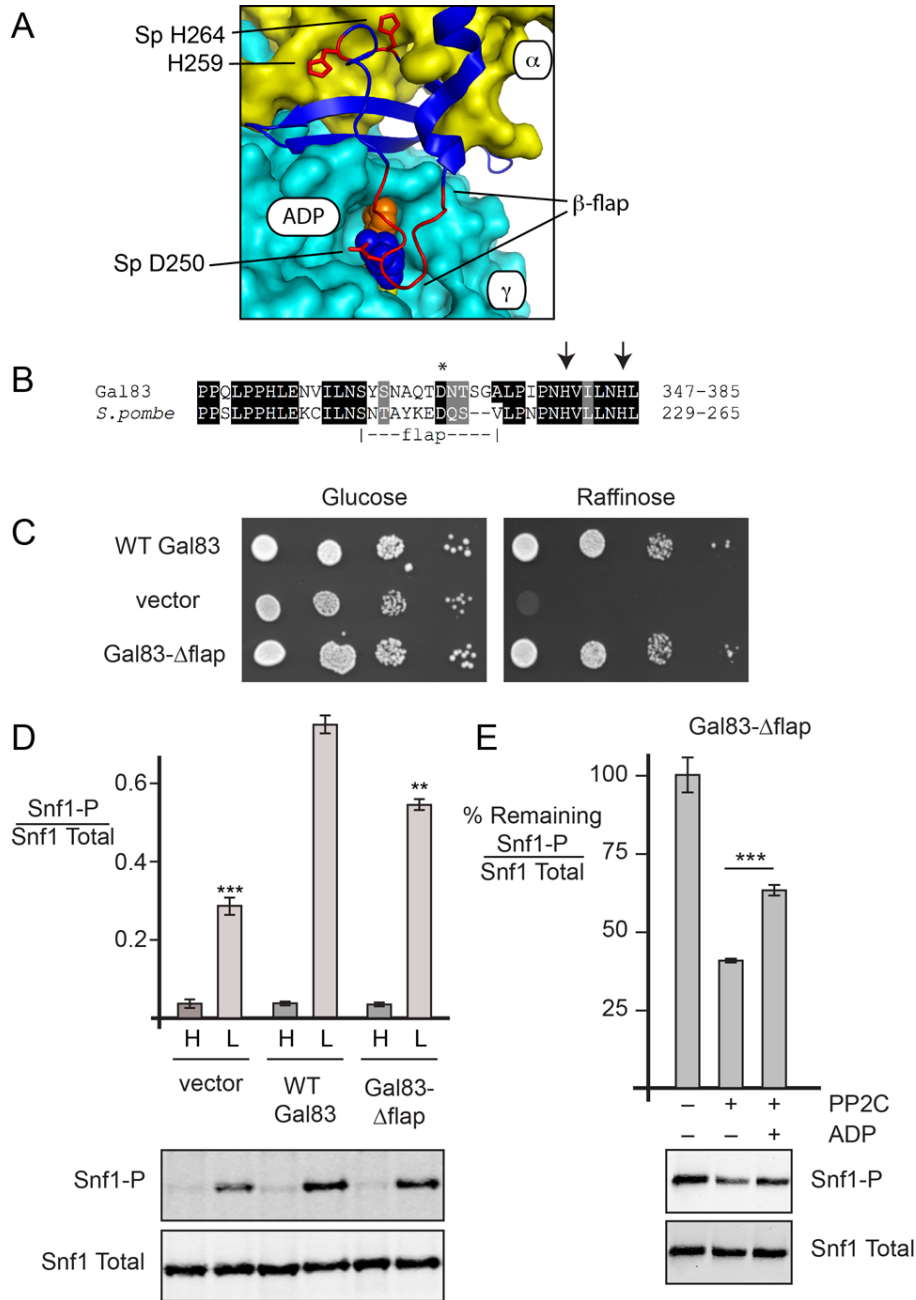 A
Sp H264
H259
α
ADP
β-flap
Sp D250
γ
B
*
Gal83 PPQLPPHLENVILNSYSNAQTDNTSGALPIPNHVILNHL 347-385
S.pombe PPSLPPHLEKCILNSNTAYKEDQS--VLPNPNHVLLNHL 229-265
|---flap----|
C
Glucose Raffinose
WT Gal83
vector
Gal83-Δflap
D
Snf1-P
Snf1 Total
0.6
0.4
0.2
***
**
H L H L H L
vector WT Gal83 Gal83-Δflap
Snf1-P
Snf1 Total
E
Gal83-Δflap
% Remaining
Snf1-P
Snf1 Total
100
75
50
25
***
– + + PP2C
– – + ADP
Snf1-P
Snf1 Total